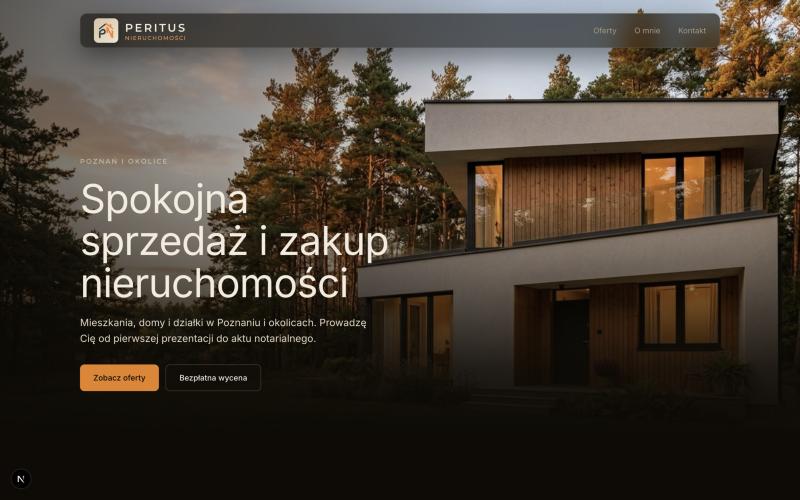 PERITUS
NIERUCHOMOŚCI
Oferty
O mnie
Kontakt
POZNAŃ I OKOLICE
Spokojna
sprzedaż i zakup
nieruchomości
Mieszkania, domy i działki w Poznaniu i okolicach. Prowadzę
Cię od pierwszej prezentacji do aktu notarialnego.
Zobacz oferty
Bezpłatna wycena
N